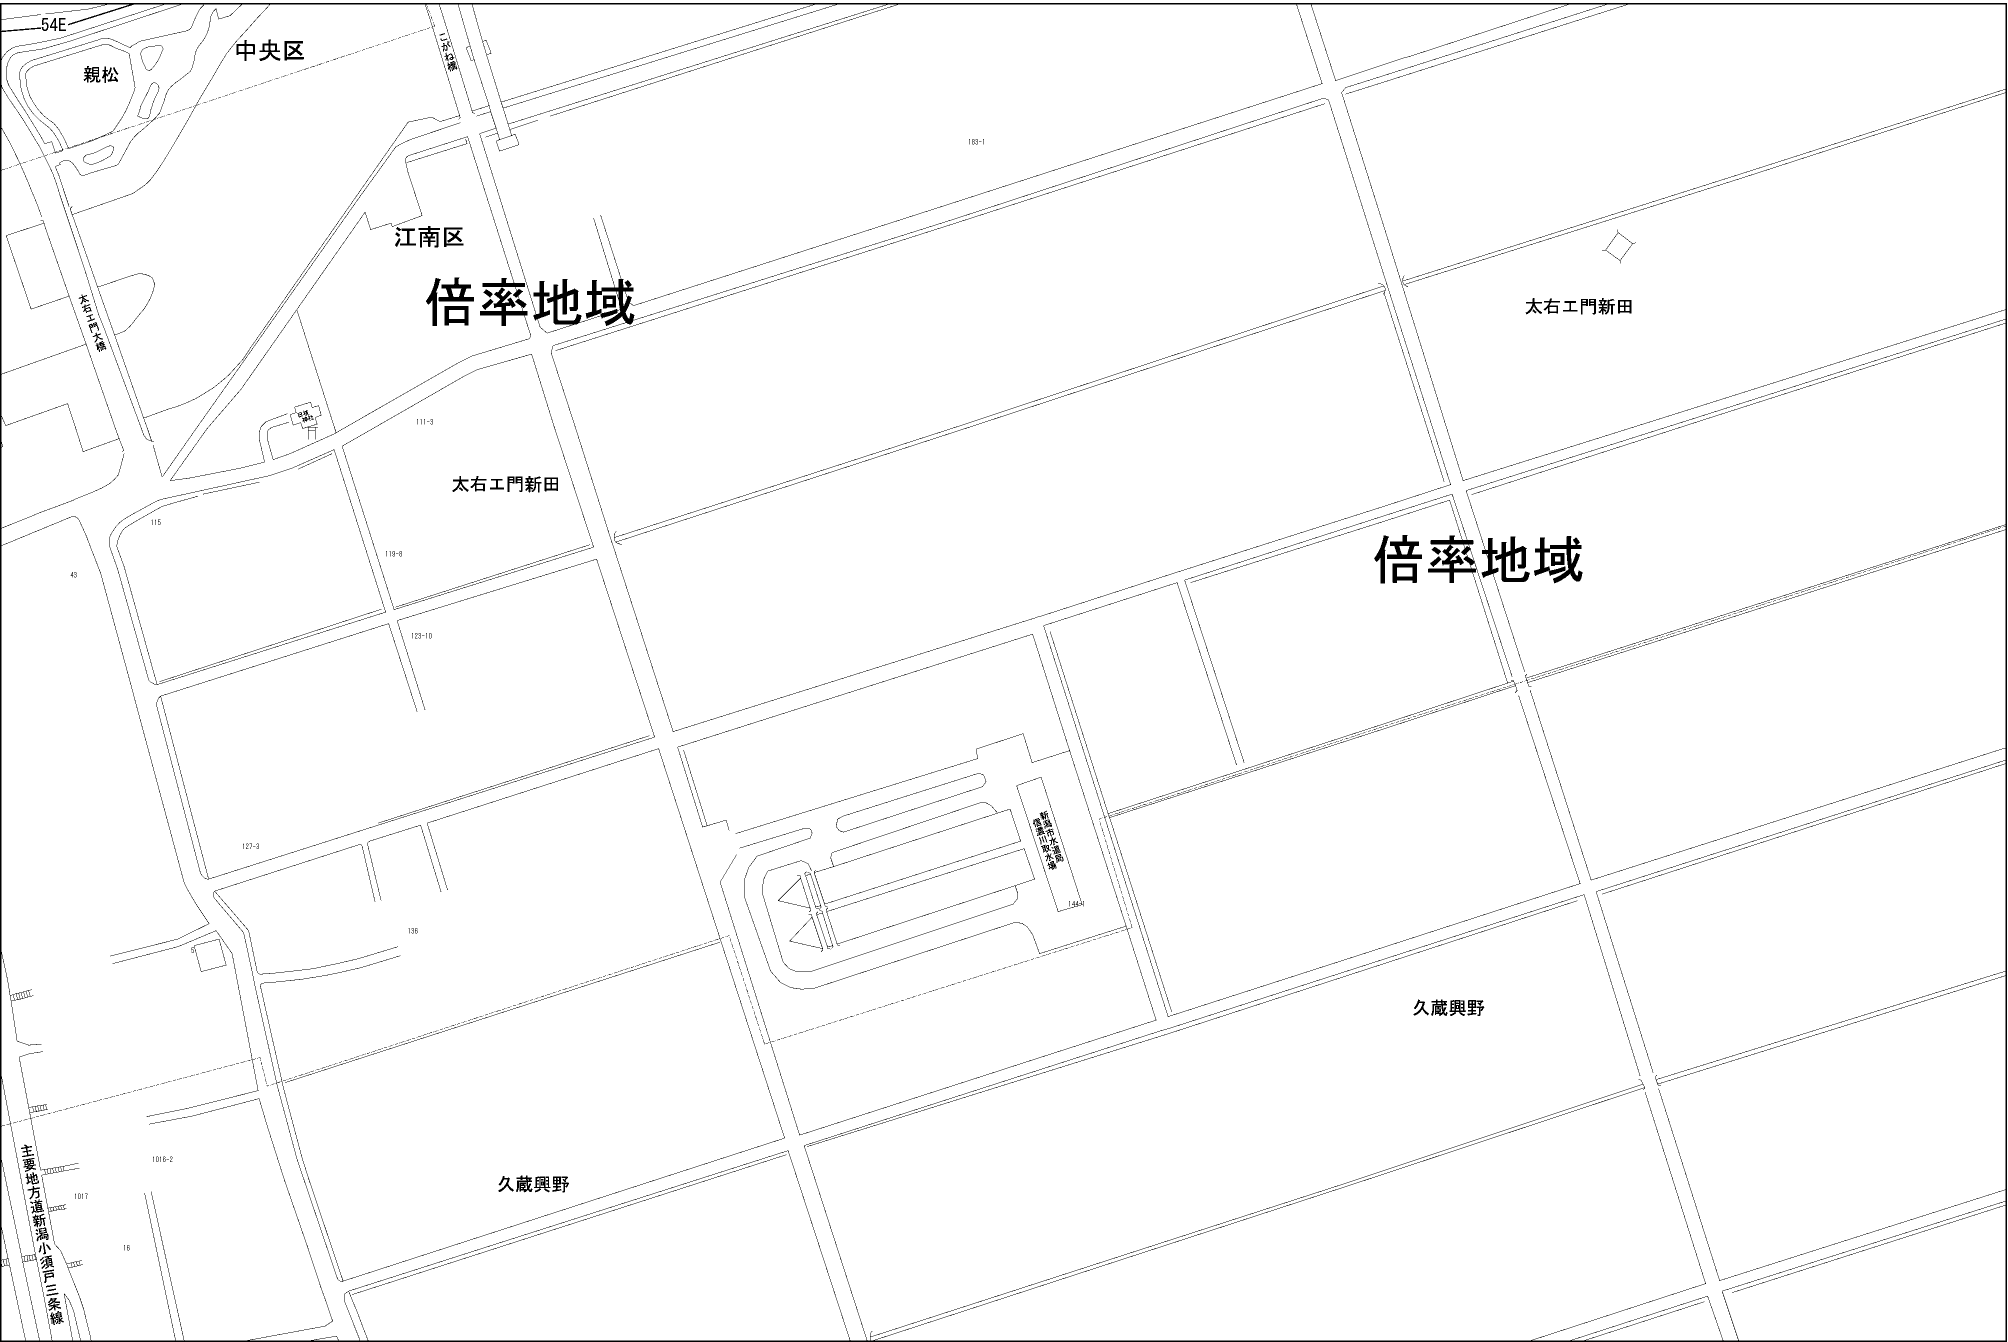 54E
中央区
こがね橋
親松
183-1
江南区
倍率地域
太右エ門新田
太右エ門大橋
神社
111-3
太右エ門新田
115
119-8
倍率地域
43
123-10
127-3
新潟市水道局
信濃川取水場
144-1
136
5
久蔵興野
主要地方道新潟小須戸三条線
1016-2
久蔵興野
1017
16